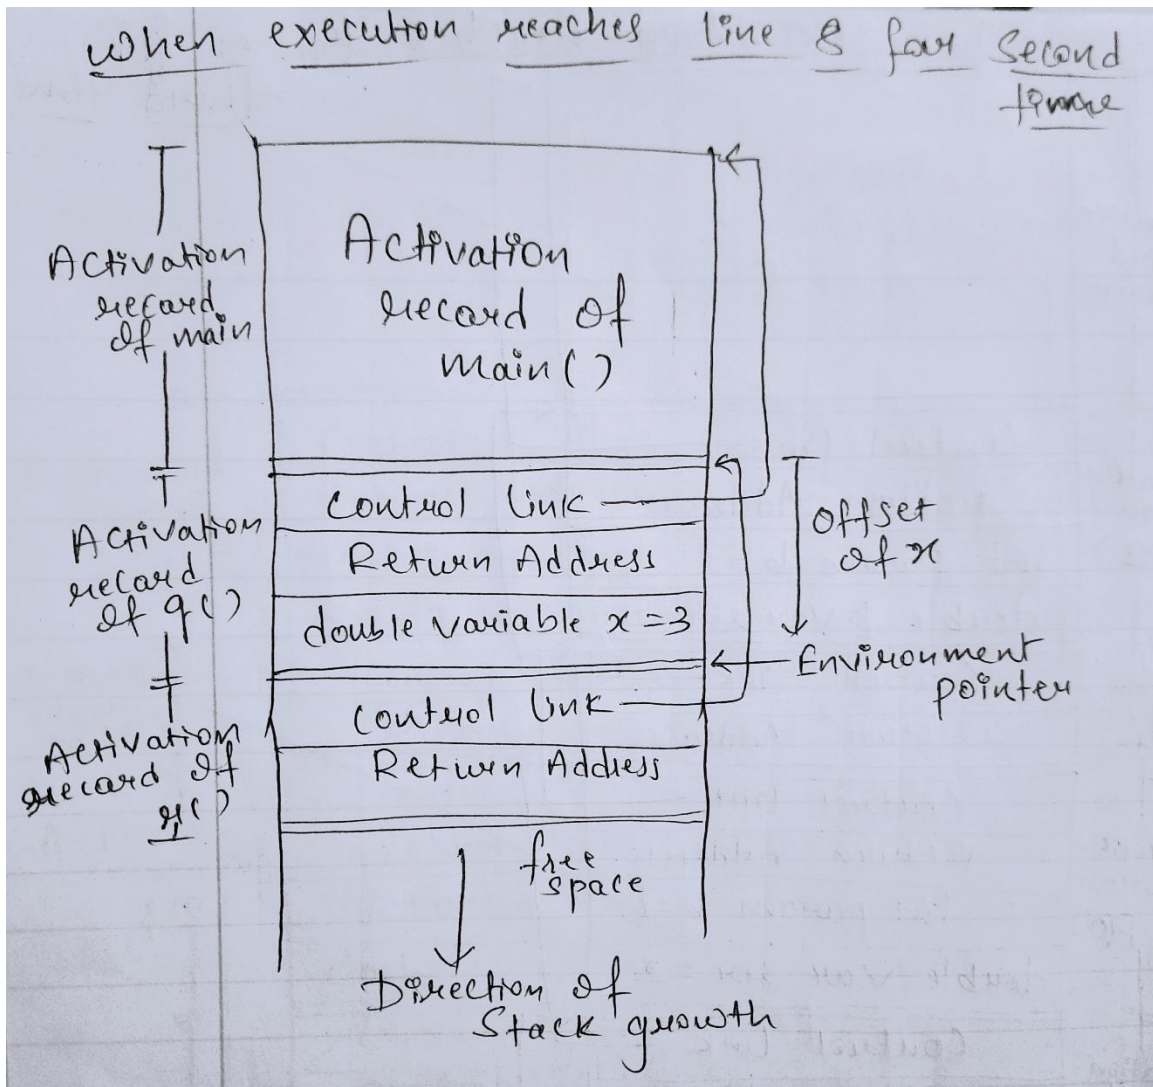 When execution reaches line 8 for second
time
Activation
record
of main
Activation
record of
main()
Control link
Return Address
double variable x = 3
Activation
record
of q()
offset
of x
Environment
pointer
Control link
Return Address
Activation
record of
r()
free
space
Direction of
Stack growth